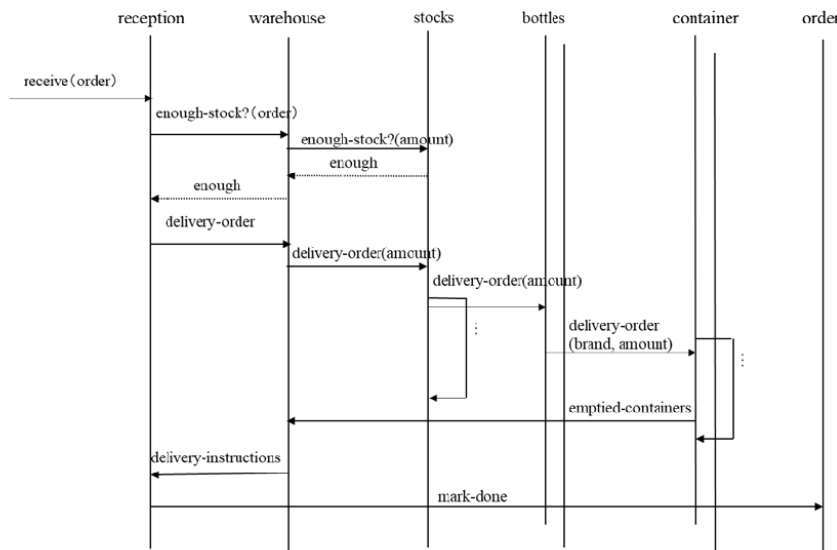 reception warehouse stocks bottles container order
receive(order)
enough-stock?(order)
enough-stock?(amount)
enough
enough
delivery-order
delivery-order(amount)
delivery-order(amount)
...
delivery-order
(brand, amount)
...
emptied-containers
delivery-instructions
mark-done